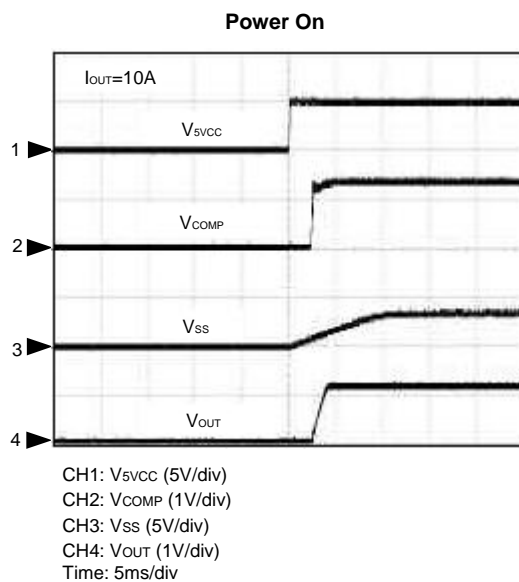 Power On
IOUT=10A
V5VCC
1
VCOMP
2
VSS
3
VOUT
4
CH1: V5VCC (5V/div)
CH2: VCOMP (1V/div)
CH3: VSS (5V/div)
CH4: VOUT (1V/div)
Time: 5ms/div